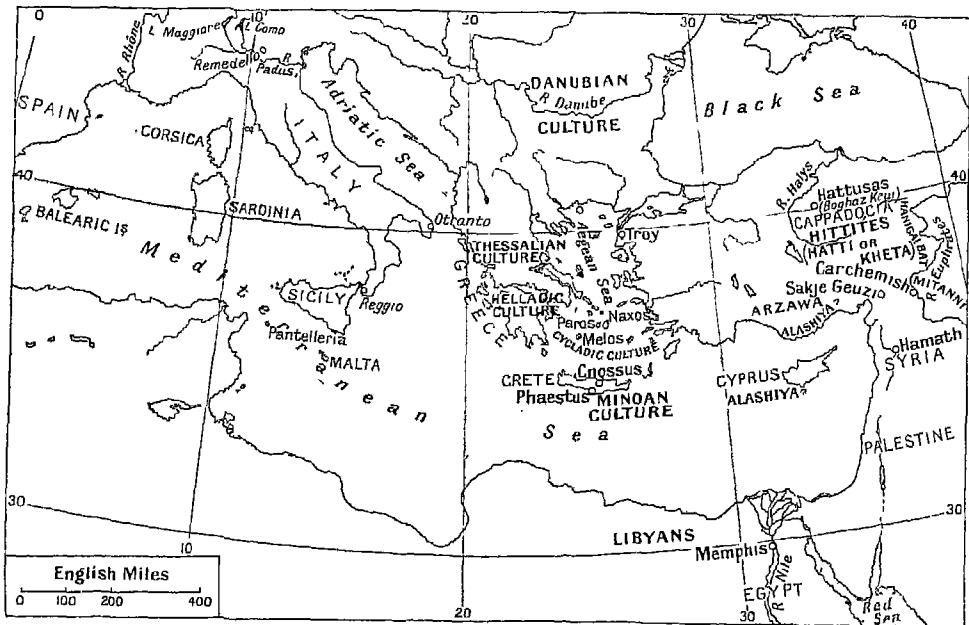 0
10
20
30
40
L Maggiore
L Como
R Rhône
Remedello
R
Padus
SPAIN
CORSICA
ITALY
Adriatic Sea
DANUBIAN
R Danube
CULTURE
Black Sea
40
40
BALEARIC IS
SARDINIA
Otranto
Mediterranean
Sea
THESSALIAN
CULTURE
Aegean Sea
Troy
R. Halys
Hattusas
(Boghaz Keui)
CAPPADOCIA
HITTITES
HATTI OR
KHETA
HANIGALBAT
R Euphrates
MITANNI
Carchemish
Sakje Geuzi
ARZAWA
ALASHIYA?
SICILY
Reggio
GREECE
HELLADIC
CULTURE
Paros
Naxos
Melos
CYCLADIC CULTURE
Pantelleria
MALTA
Cnossus
CRETE
Phaestus
MINOAN
CULTURE
CYPRUS
ALASHIYA?
Hamath
SYRIA
PALESTINE
30
30
10
20
30
LIBYANS
Memphis
EGYPT
R Nile
Red
Sea
English Miles
0 100 200 400